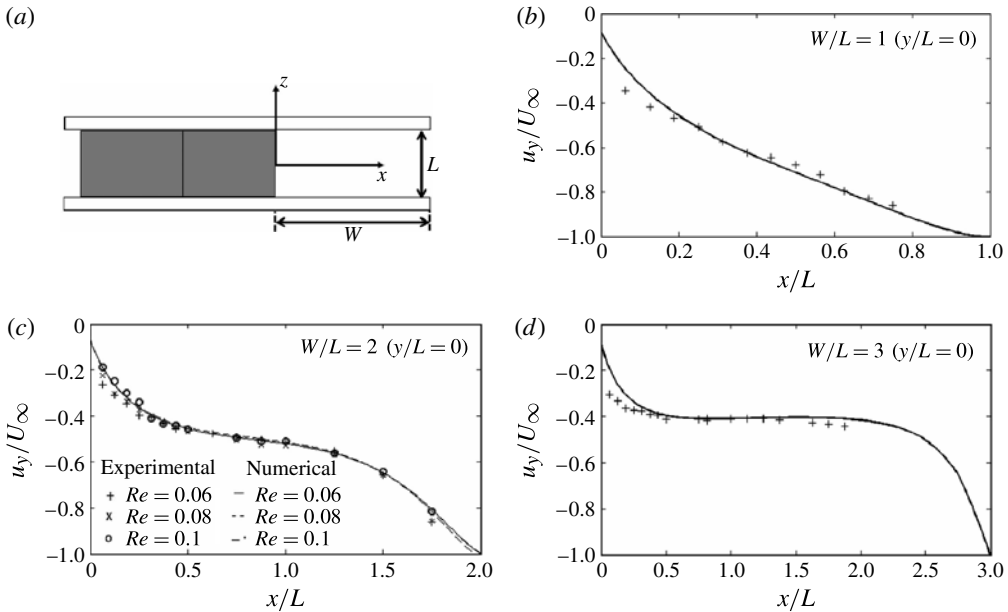 (a)
z
x
L
W
(b)
W/L = 1 (y/L = 0)
u_y/U_∞
0
−0.2
−0.4
−0.6
−0.8
−1.0
0 0.2 0.4 0.6 0.8 1.0
x/L
(c)
W/L = 2 (y/L = 0)
u_y/U_∞
0
−0.2
−0.4
−0.6
−0.8
−1.0
Experimental Numerical
+ Re = 0.06 — Re = 0.06
× Re = 0.08 --- Re = 0.08
o Re = 0.1 –·– Re = 0.1
0 0.5 1.0 1.5 2.0
x/L
(d)
W/L = 3 (y/L = 0)
u_y/U_∞
0
−0.2
−0.4
−0.6
−0.8
−1.0
0 0.5 1.0 1.5 2.0 2.5 3.0
x/L